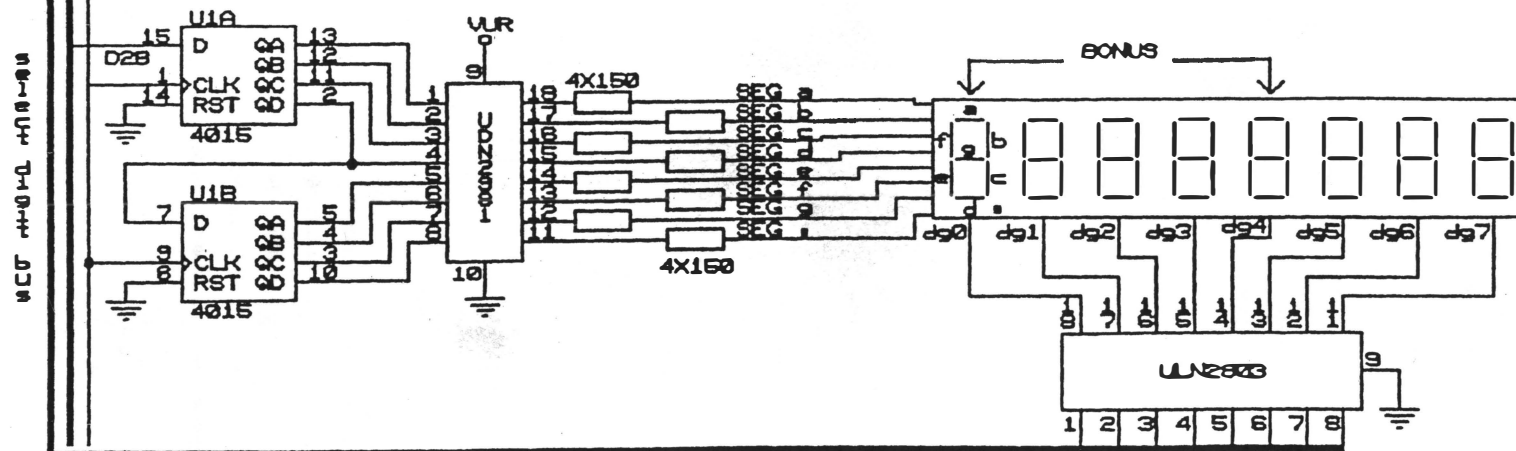 select digit bus
U1A
15
D
D2B
1
CLK
14
RST
QA
13
QB
12
QC
11
QD
2
4015
U1B
7
D
9
CLK
6
RST
QA
5
QB
4
QC
3
QD
10
4015
VUR
9
1
2
3
4
5
6
7
8
UDN2981
18
17
16
15
14
13
12
11
10
4X150
4X150
SEG a
SEG b
SEG c
SEG d
SEG e
SEG f
SEG g
SEG .
BONUS
a
f
b
g
e
c
d
.
dg0
dg1
dg2
dg3
dg4
dg5
dg6
dg7
18
17
16
15
14
13
12
11
ULN2803
9
1
2
3
4
5
6
7
8